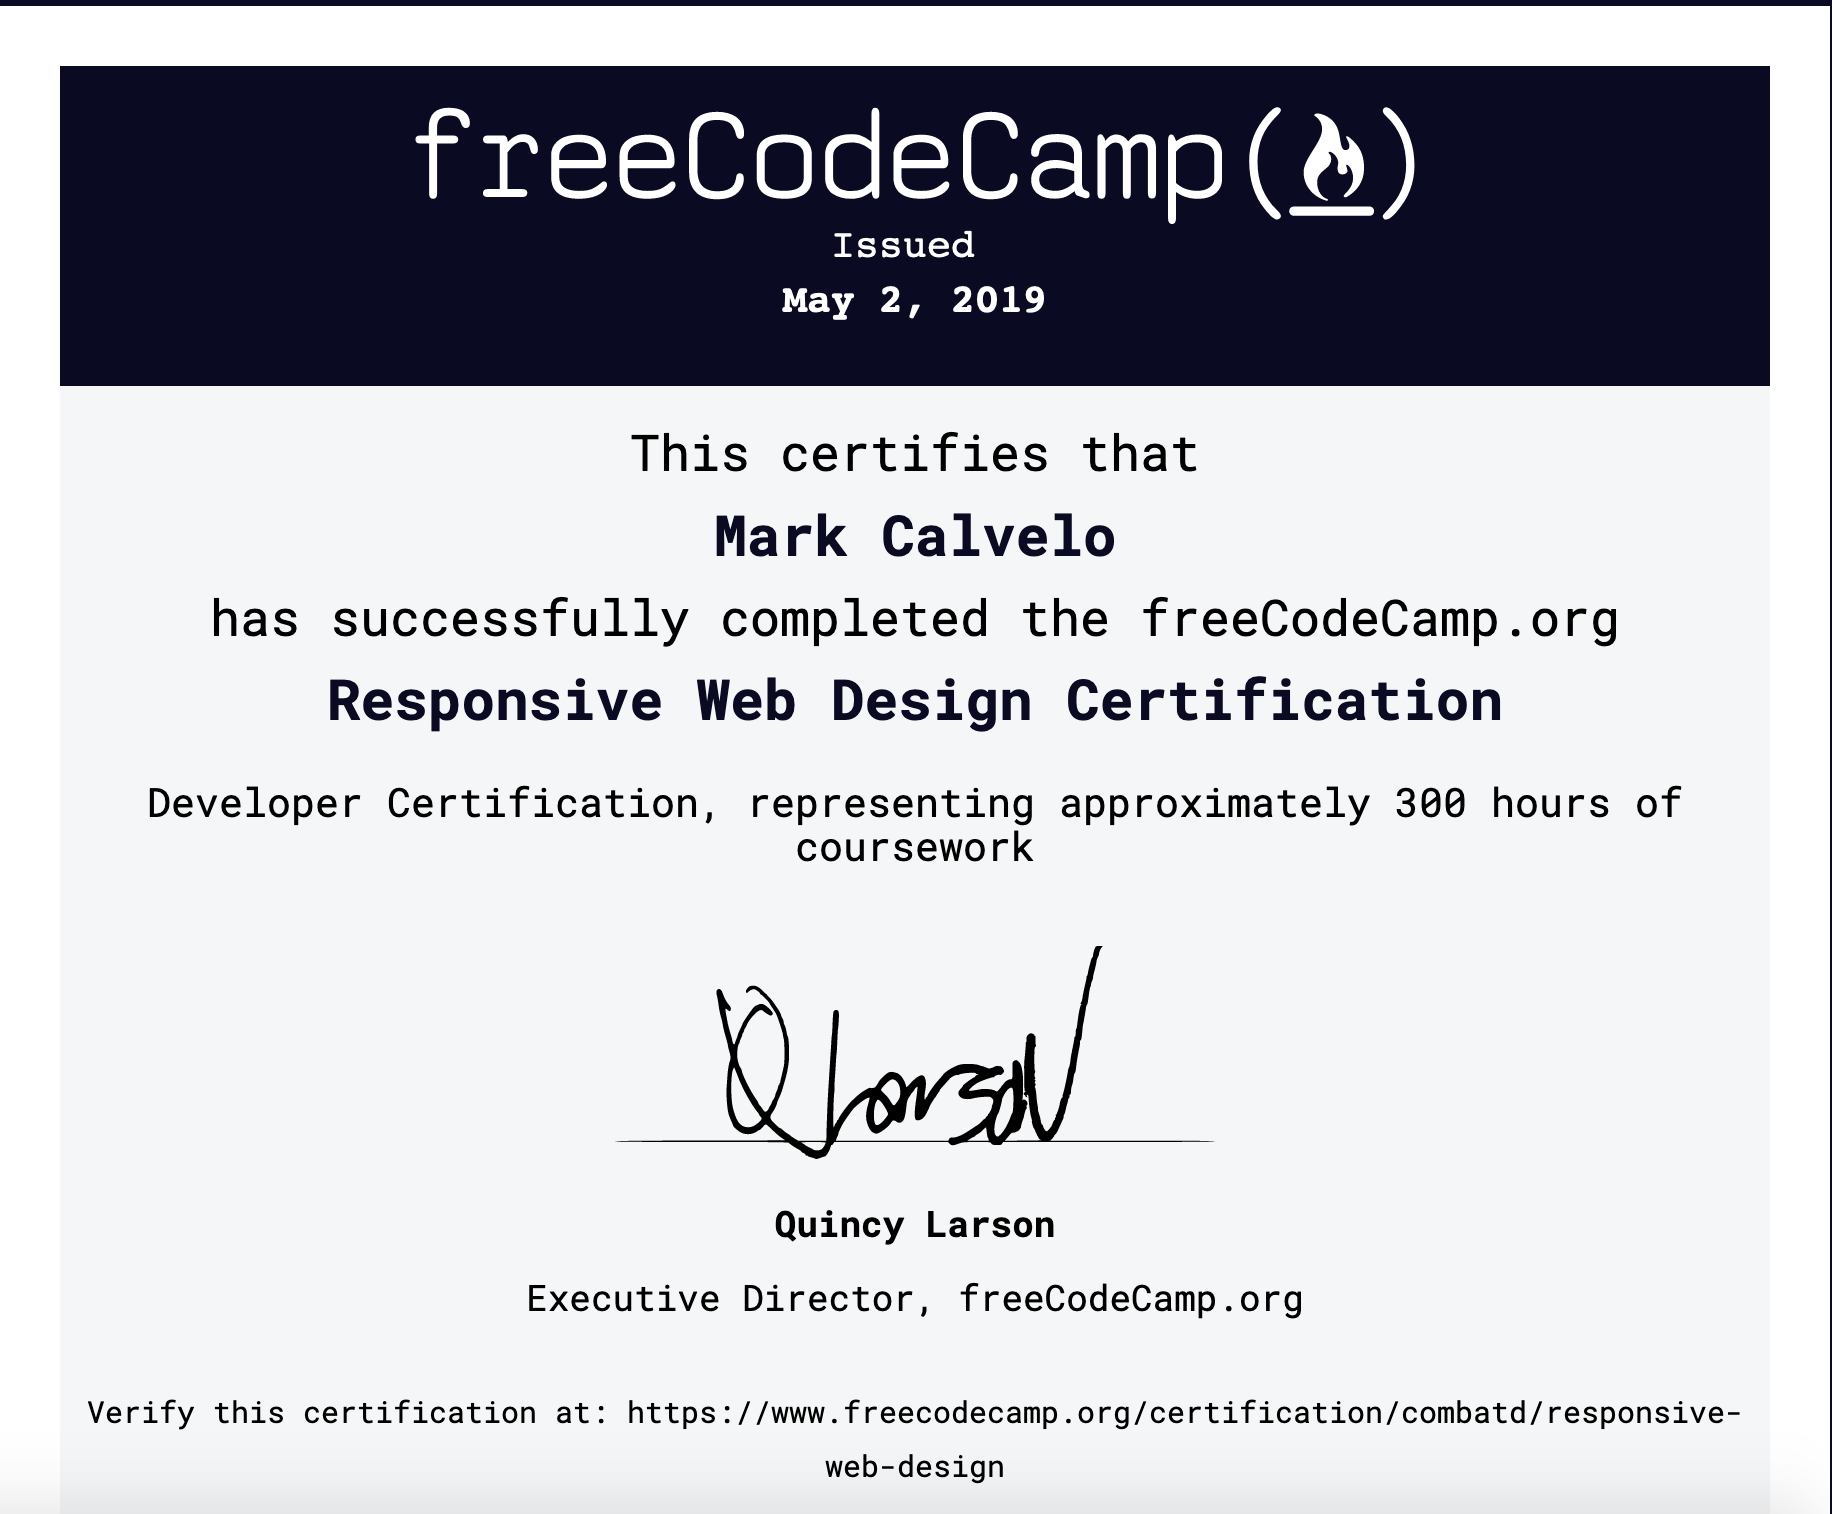 freeCodeCamp
Issued
May 2, 2019
This certifies that
Mark Calvelo
has successfully completed the freeCodeCamp.org
Responsive Web Design Certification
Developer Certification, representing approximately 300 hours of
coursework
Q Larson
Quincy Larson
Executive Director, freeCodeCamp.org
Verify this certification at: https://www.freecodecamp.org/certification/combatd/responsive-
web-design